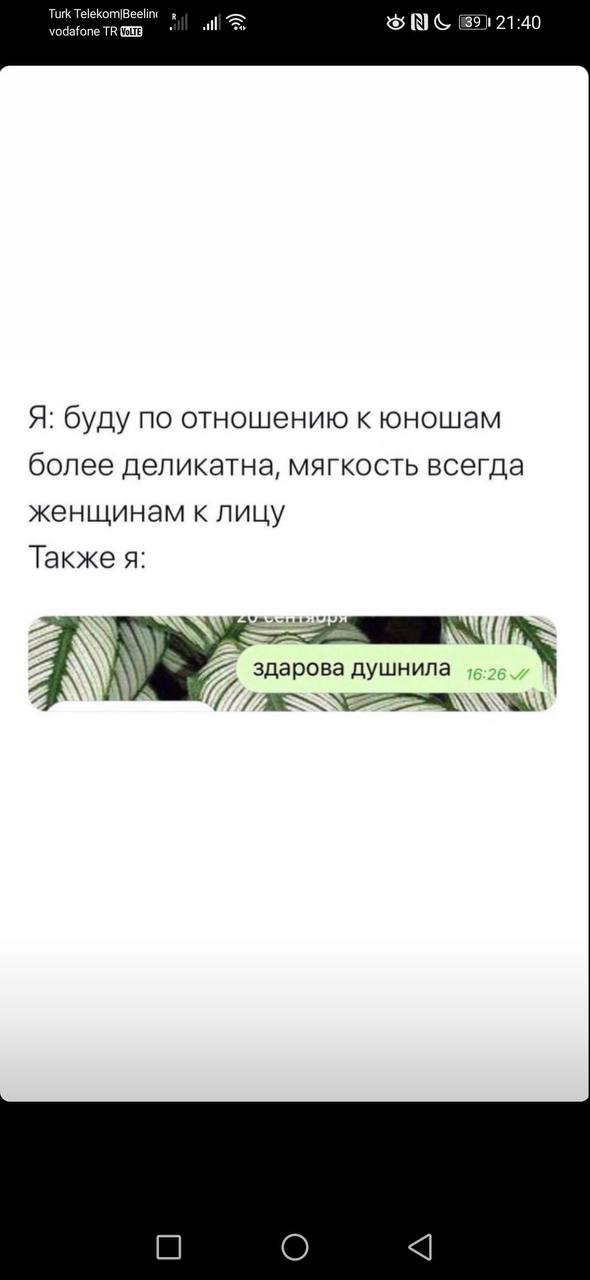 Turk Telekom|Beeline
vodafone TR VoLTE
R
39
21:40
Я: буду по отношению к юношам
более деликатна, мягкость всегда
женщинам к лицу
Также я:
20 сентября
здарова душнила 16:26